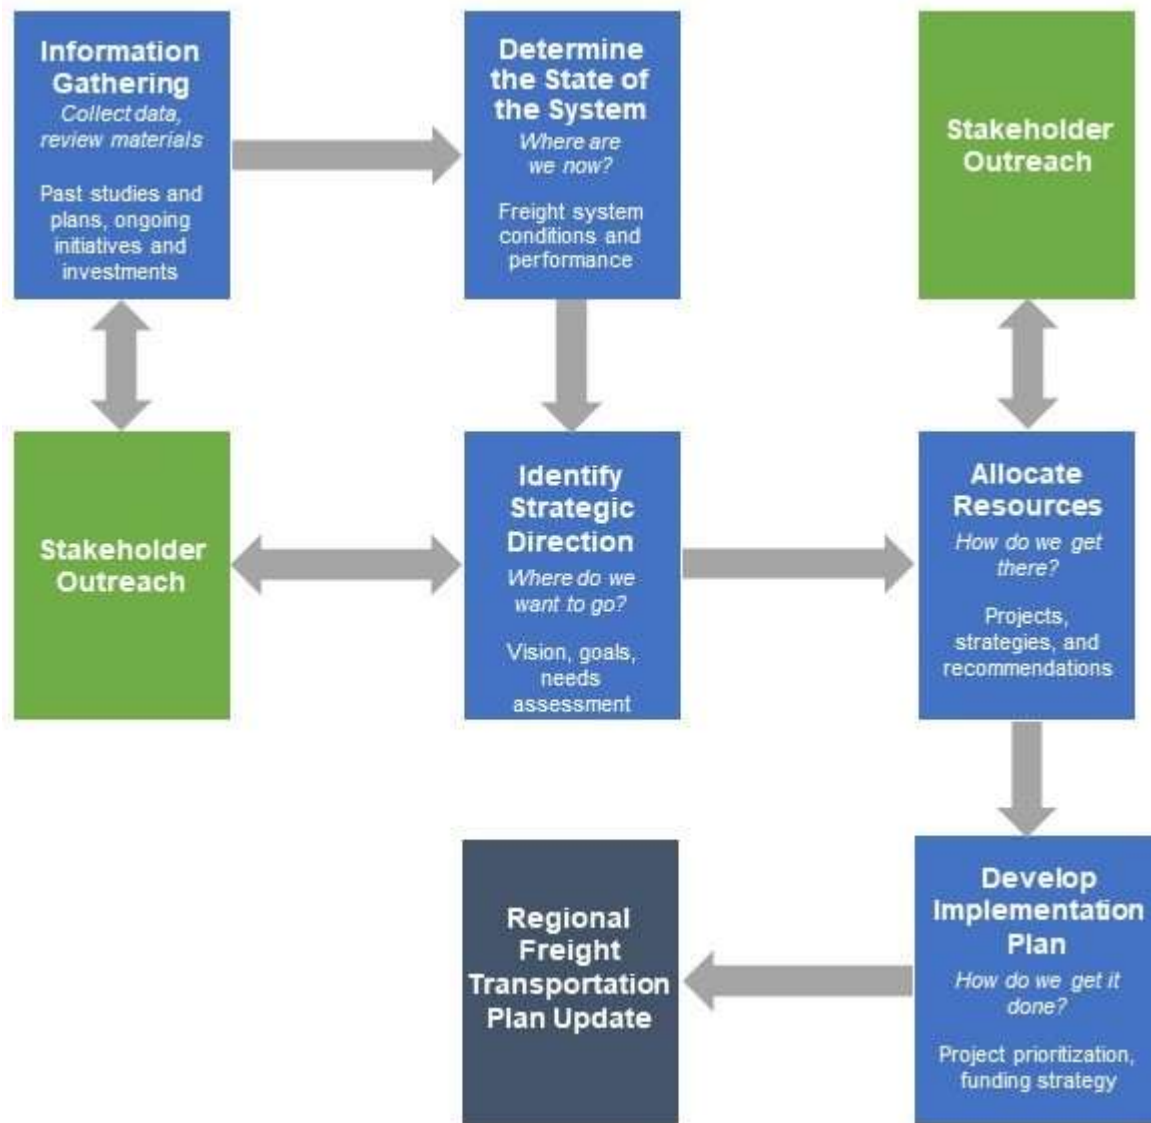 Information
Gathering
Collect data,
review materials
Past studies and
plans, ongoing
initiatives and
investments
Determine
the State of
the System
Where are
we now?
Freight system
conditions and
performance
Stakeholder
Outreach
Stakeholder
Outreach
Identify
Strategic
Direction
Where do we
want to go?
Vision, goals,
needs
assessment
Allocate
Resources
How do we get
there?
Projects,
strategies, and
recommendations
Regional
Freight
Transportation
Plan Update
Develop
Implementation
Plan
How do we get it
done?
Project prioritization,
funding strategy